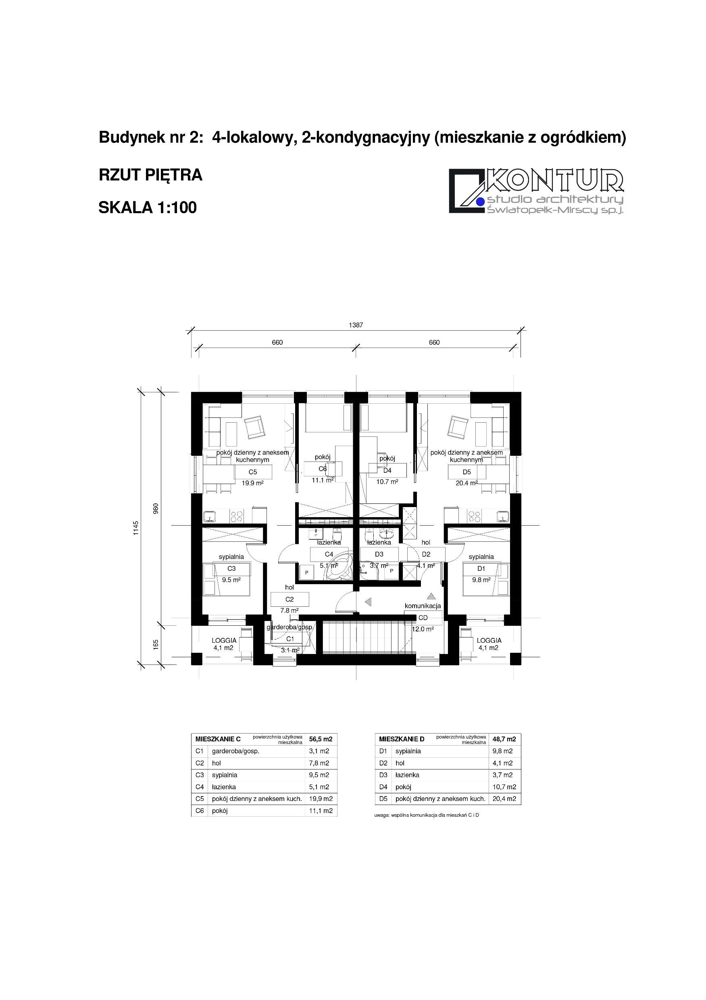 Budynek nr 2:  4-lokalowy, 2-kondygnacyjny (mieszkanie z ogródkiem)
RZUT PIĘTRA
SKALA 1:100
KONTUR
studio architektury
Światopełk-Mirscy sp.j.
1387
660
660
1145
980
165
pokój dzienny z aneksem
kuchennym
C5
19.9 m²
pokój
C6
11.1 m²
pokój
D4
10.7 m²
pokój dzienny z aneksem
kuchennym
D5
20.4 m²
sypialnia
C3
9.5 m²
łazienka
C4
5.1 m²
P
łazienka
D3
3.7 m²
P
hol
D2
4.1 m²
sypialnia
D1
9.8 m²
hol
C2
7.8 m²
komunikacja
CD
12.0 m²
garderoba/gosp.
C1
3.1 m²
LOGGIA
4,1 m2
LOGGIA
4,1 m2
MIESZKANIE C powierzchnia użytkowa mieszkalna 56,5 m2
C1 garderoba/gosp. 3,1 m2
C2 hol 7,8 m2
C3 sypialnia 9,5 m2
C4 łazienka 5,1 m2
C5 pokój dzienny z aneksem kuch. 19,9 m2
C6 pokój 11,1 m2
MIESZKANIE D powierzchnia użytkowa mieszkalna 48,7 m2
D1 sypialnia 9,8 m2
D2 hol 4,1 m2
D3 łazienka 3,7 m2
D4 pokój 10,7 m2
D5 pokój dzienny z aneksem kuch. 20,4 m2
uwaga: wspólna komunikacja dla mieszkań C i D